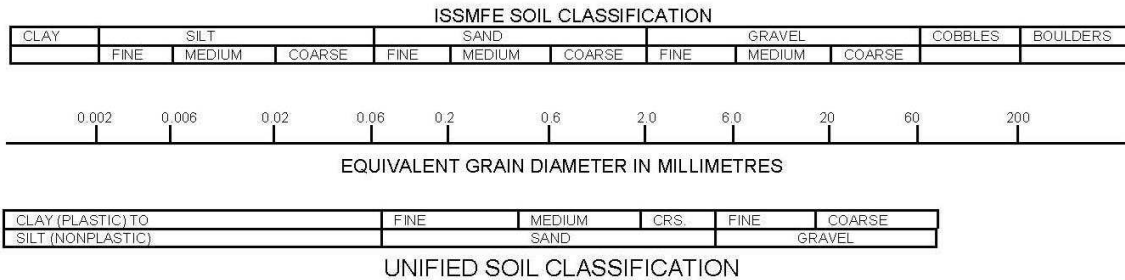 ISSMFE SOIL CLASSIFICATION
CLAY SILT SAND GRAVEL COBBLES BOULDERS
FINE MEDIUM COARSE FINE MEDIUM COARSE FINE MEDIUM COARSE
0.002 0.006 0.02 0.06 0.2 0.6 2.0 6.0 20 60 200
EQUIVALENT GRAIN DIAMETER IN MILLIMETRES
CLAY (PLASTIC) TO FINE MEDIUM CRS. FINE COARSE
SILT (NONPLASTIC) SAND GRAVEL
UNIFIED SOIL CLASSIFICATION